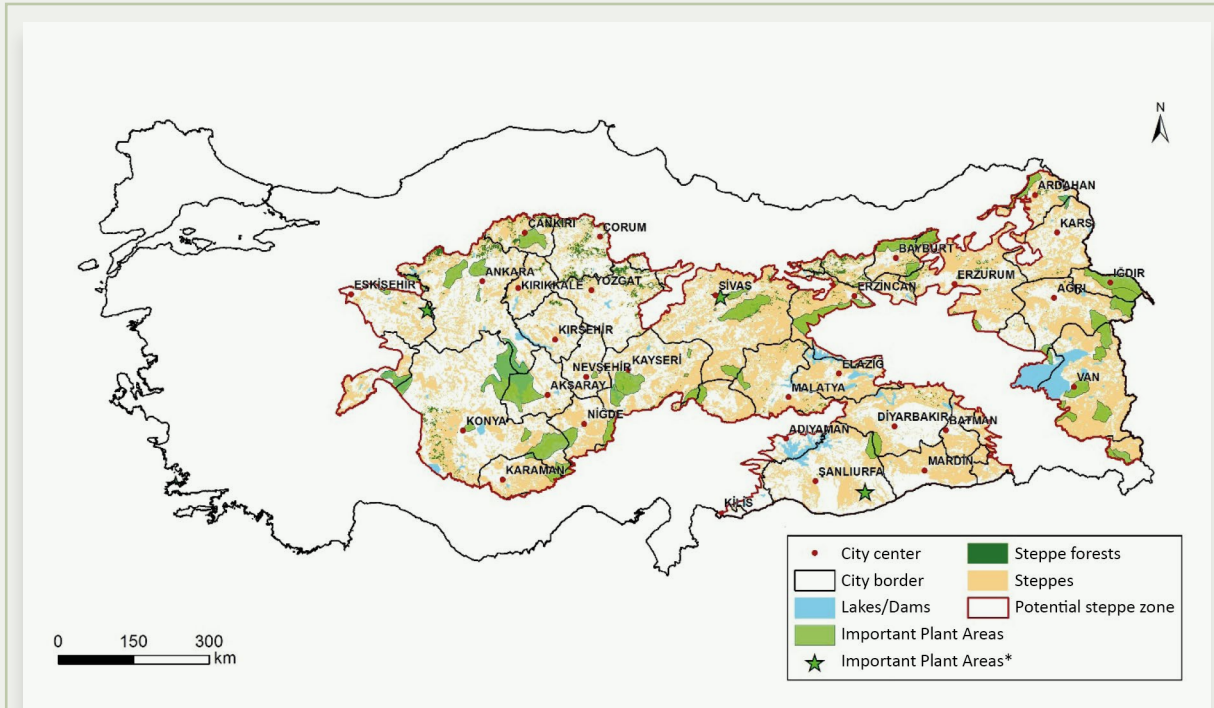 N
ARDAHAN
KARS
ÇANKIRI
ÇORUM
BAYBURT
ANKARA
ESKİŞEHİR
KIRIKKALE
YOZGAT
SİVAS
ERZİNCAN
ERZURUM
IĞDIR
AĞRI
KIRŞEHİR
NEVŞEHİR
KAYSERİ
ELAZIĞ
VAN
AKSARAY
MALATYA
KONYA
NİĞDE
ADIYAMAN
DİYARBAKIR
BATMAN
KARAMAN
ŞANLIURFA
MARDİN
KİLİS
City center
Steppe forests
City border
Steppes
Lakes/Dams
Potential steppe zone
Important Plant Areas
Important Plant Areas*
0 150 300
km